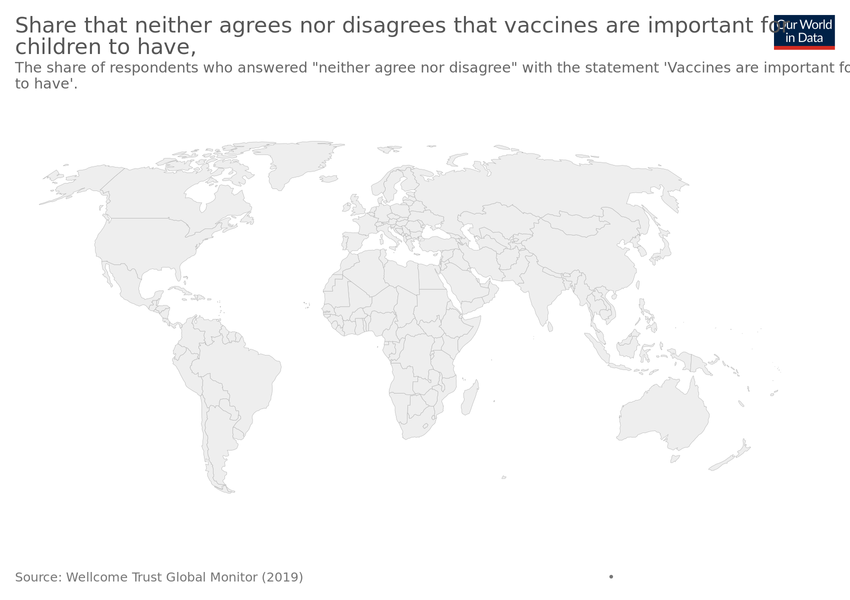 Share that neither agrees nor disagrees that vaccines are important for
children to have,
Our World
in Data
The share of respondents who answered "neither agree nor disagree" with the statement 'Vaccines are important
to have'.
Source: Wellcome Trust Global Monitor (2019)
•